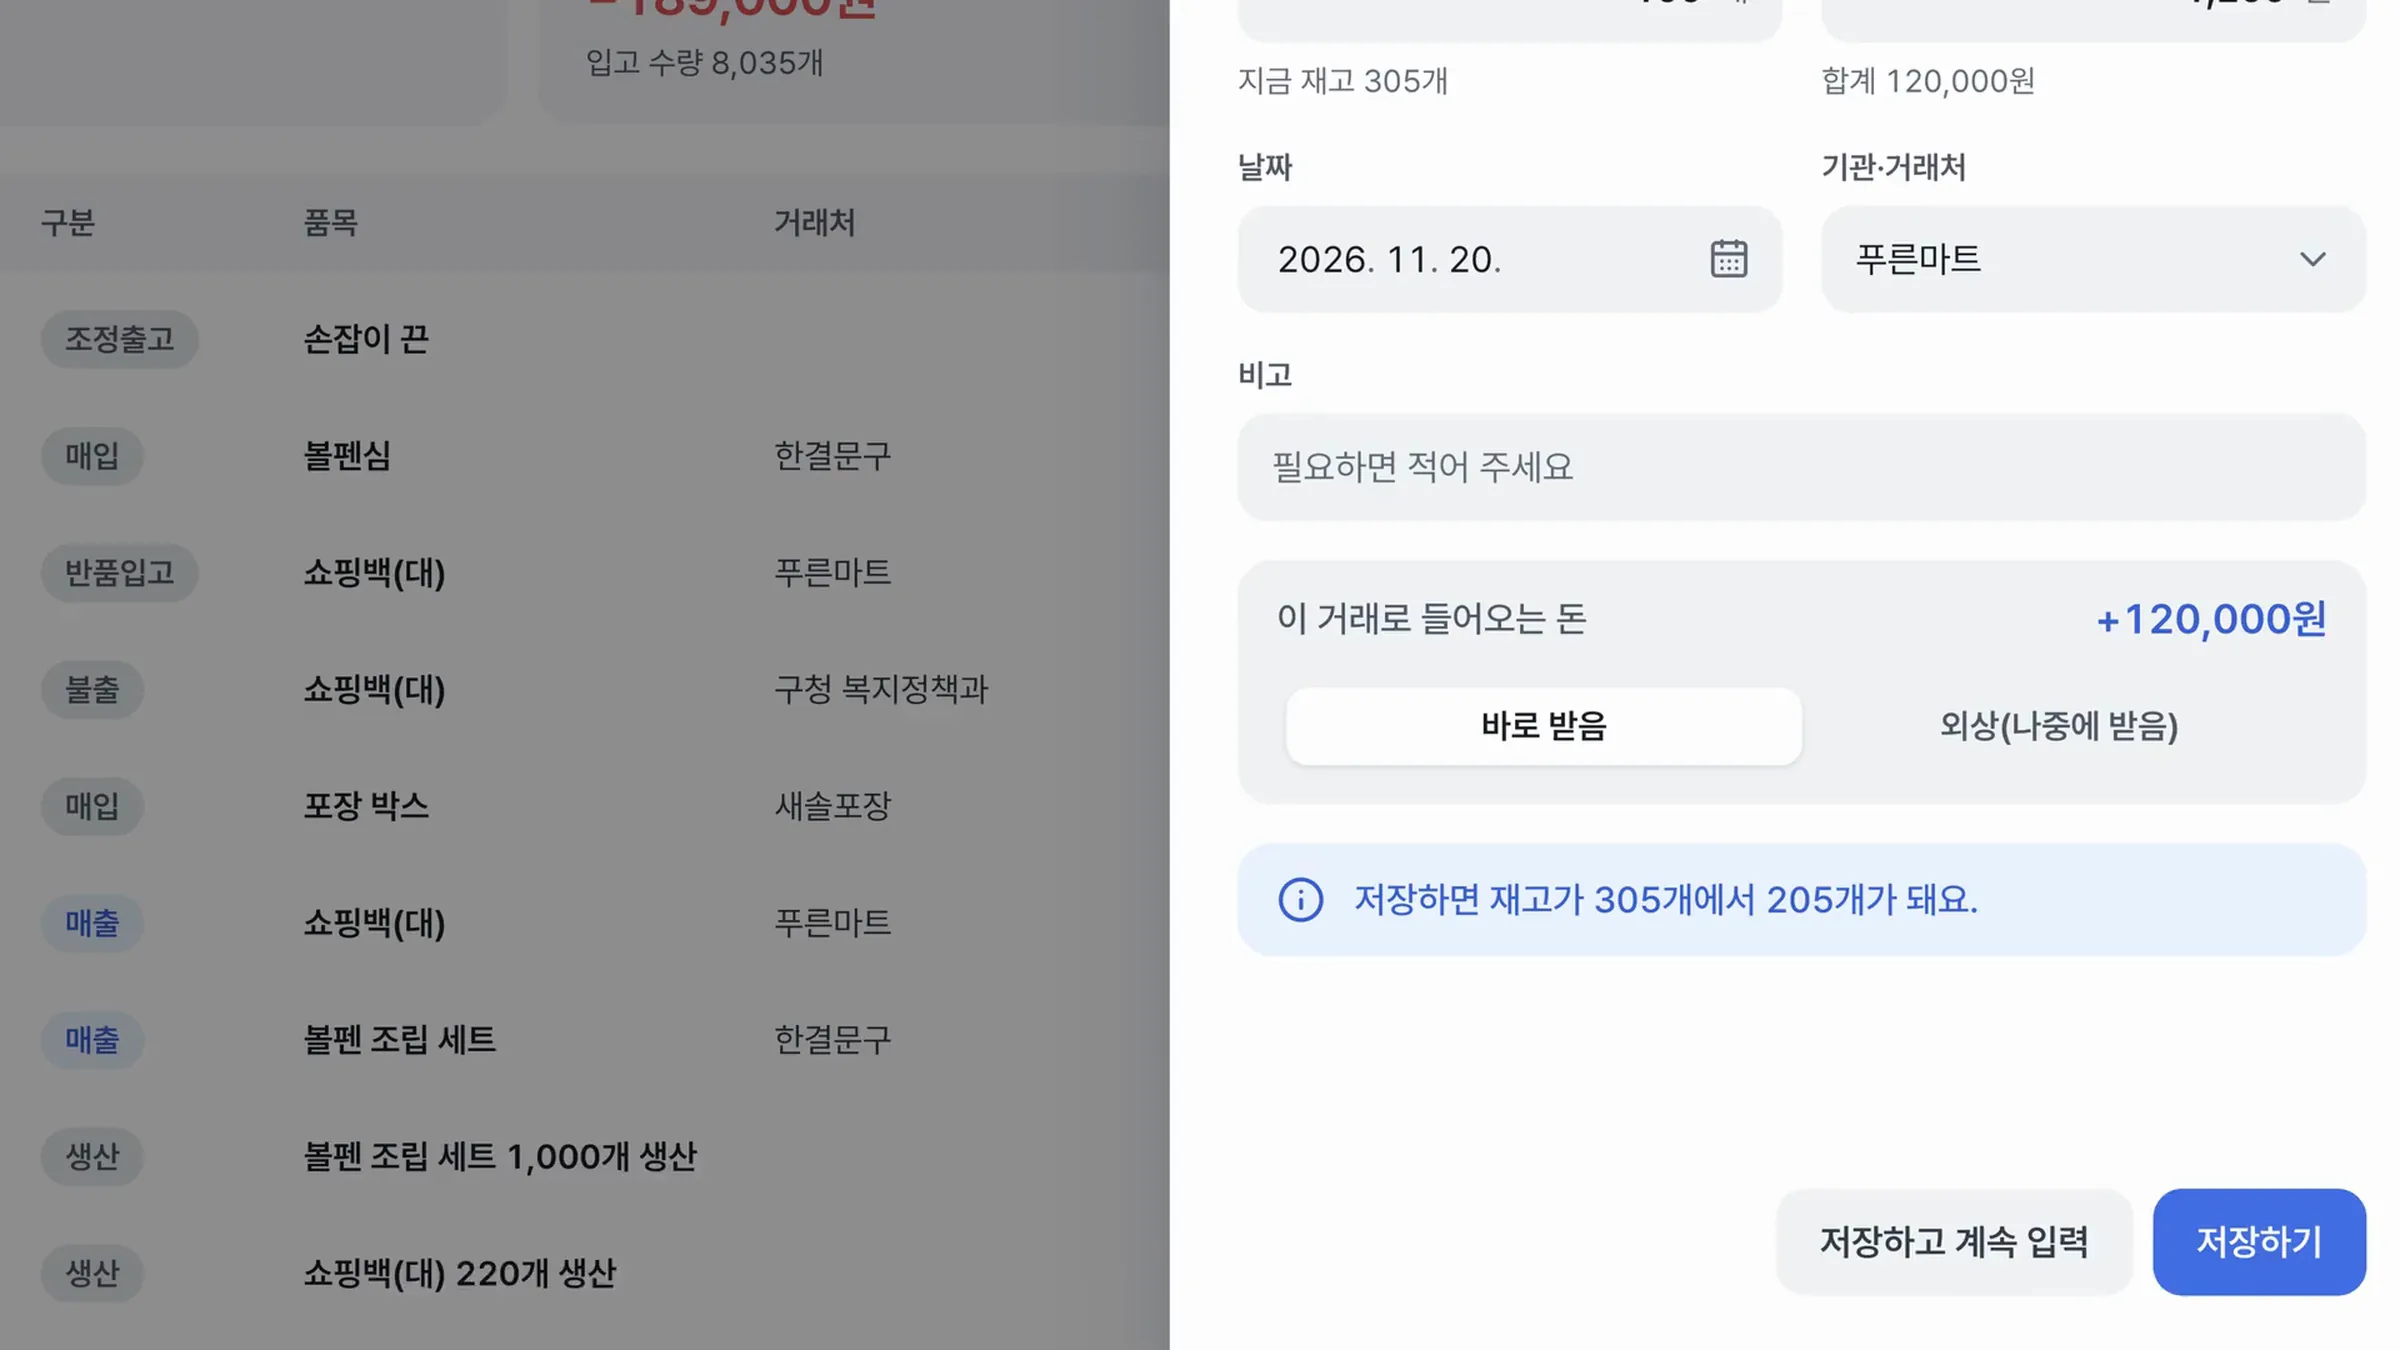 -189,000원
입고 수량 8,035개
구분 품목 거래처
조정출고 손잡이 끈
매입 볼펜심 한결문구
반품입고 쇼핑백(대) 푸른마트
불출 쇼핑백(대) 구청 복지정책과
매입 포장 박스 새솔포장
매출 쇼핑백(대) 푸른마트
매출 볼펜 조립 세트 한결문구
생산 볼펜 조립 세트 1,000개 생산
생산 쇼핑백(대) 220개 생산
지금 재고 305개
합계 120,000원
날짜
2026. 11. 20.
기관·거래처
푸른마트
비고
필요하면 적어 주세요
이 거래로 들어오는 돈 +120,000원
바로 받음 외상(나중에 받음)
저장하면 재고가 305개에서 205개가 돼요.
저장하고 계속 입력 저장하기